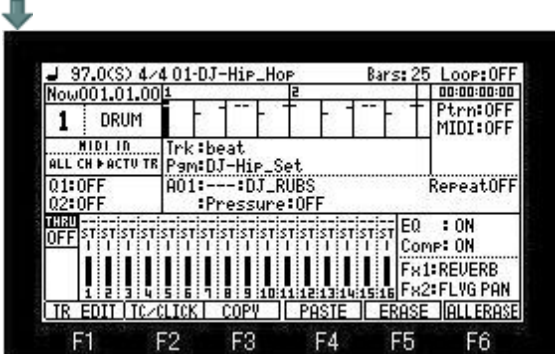 ♩ 97.0(S) 4/4 01-DJ-Hip_Hop Bars: 25 Loop:OFF
Now001.01.00 1 2 00:00:00:00
1 DRUM Ptrn:OFF
MIDI:OFF
MIDI IN Trk:beat
ALL CH▶ACTV TR Pgm:DJ-Hip_Set
Q1:OFF A01:---:DJ_RUBS RepeatOFF
Q2:OFF :Pressure:OFF
THRU
OFF ST ST ST ST ST ST ST ST ST ST ST ST ST ST ST ST EQ : ON
Comp: ON
Fx1:REVERB
1 2 3 4 5 6 7 8 9 10 11 12 13 14 15 16 Fx2:FLVG PAN
TR EDIT TC/CLICK COPY PASTE ERASE ALLERASE
F1 F2 F3 F4 F5 F6